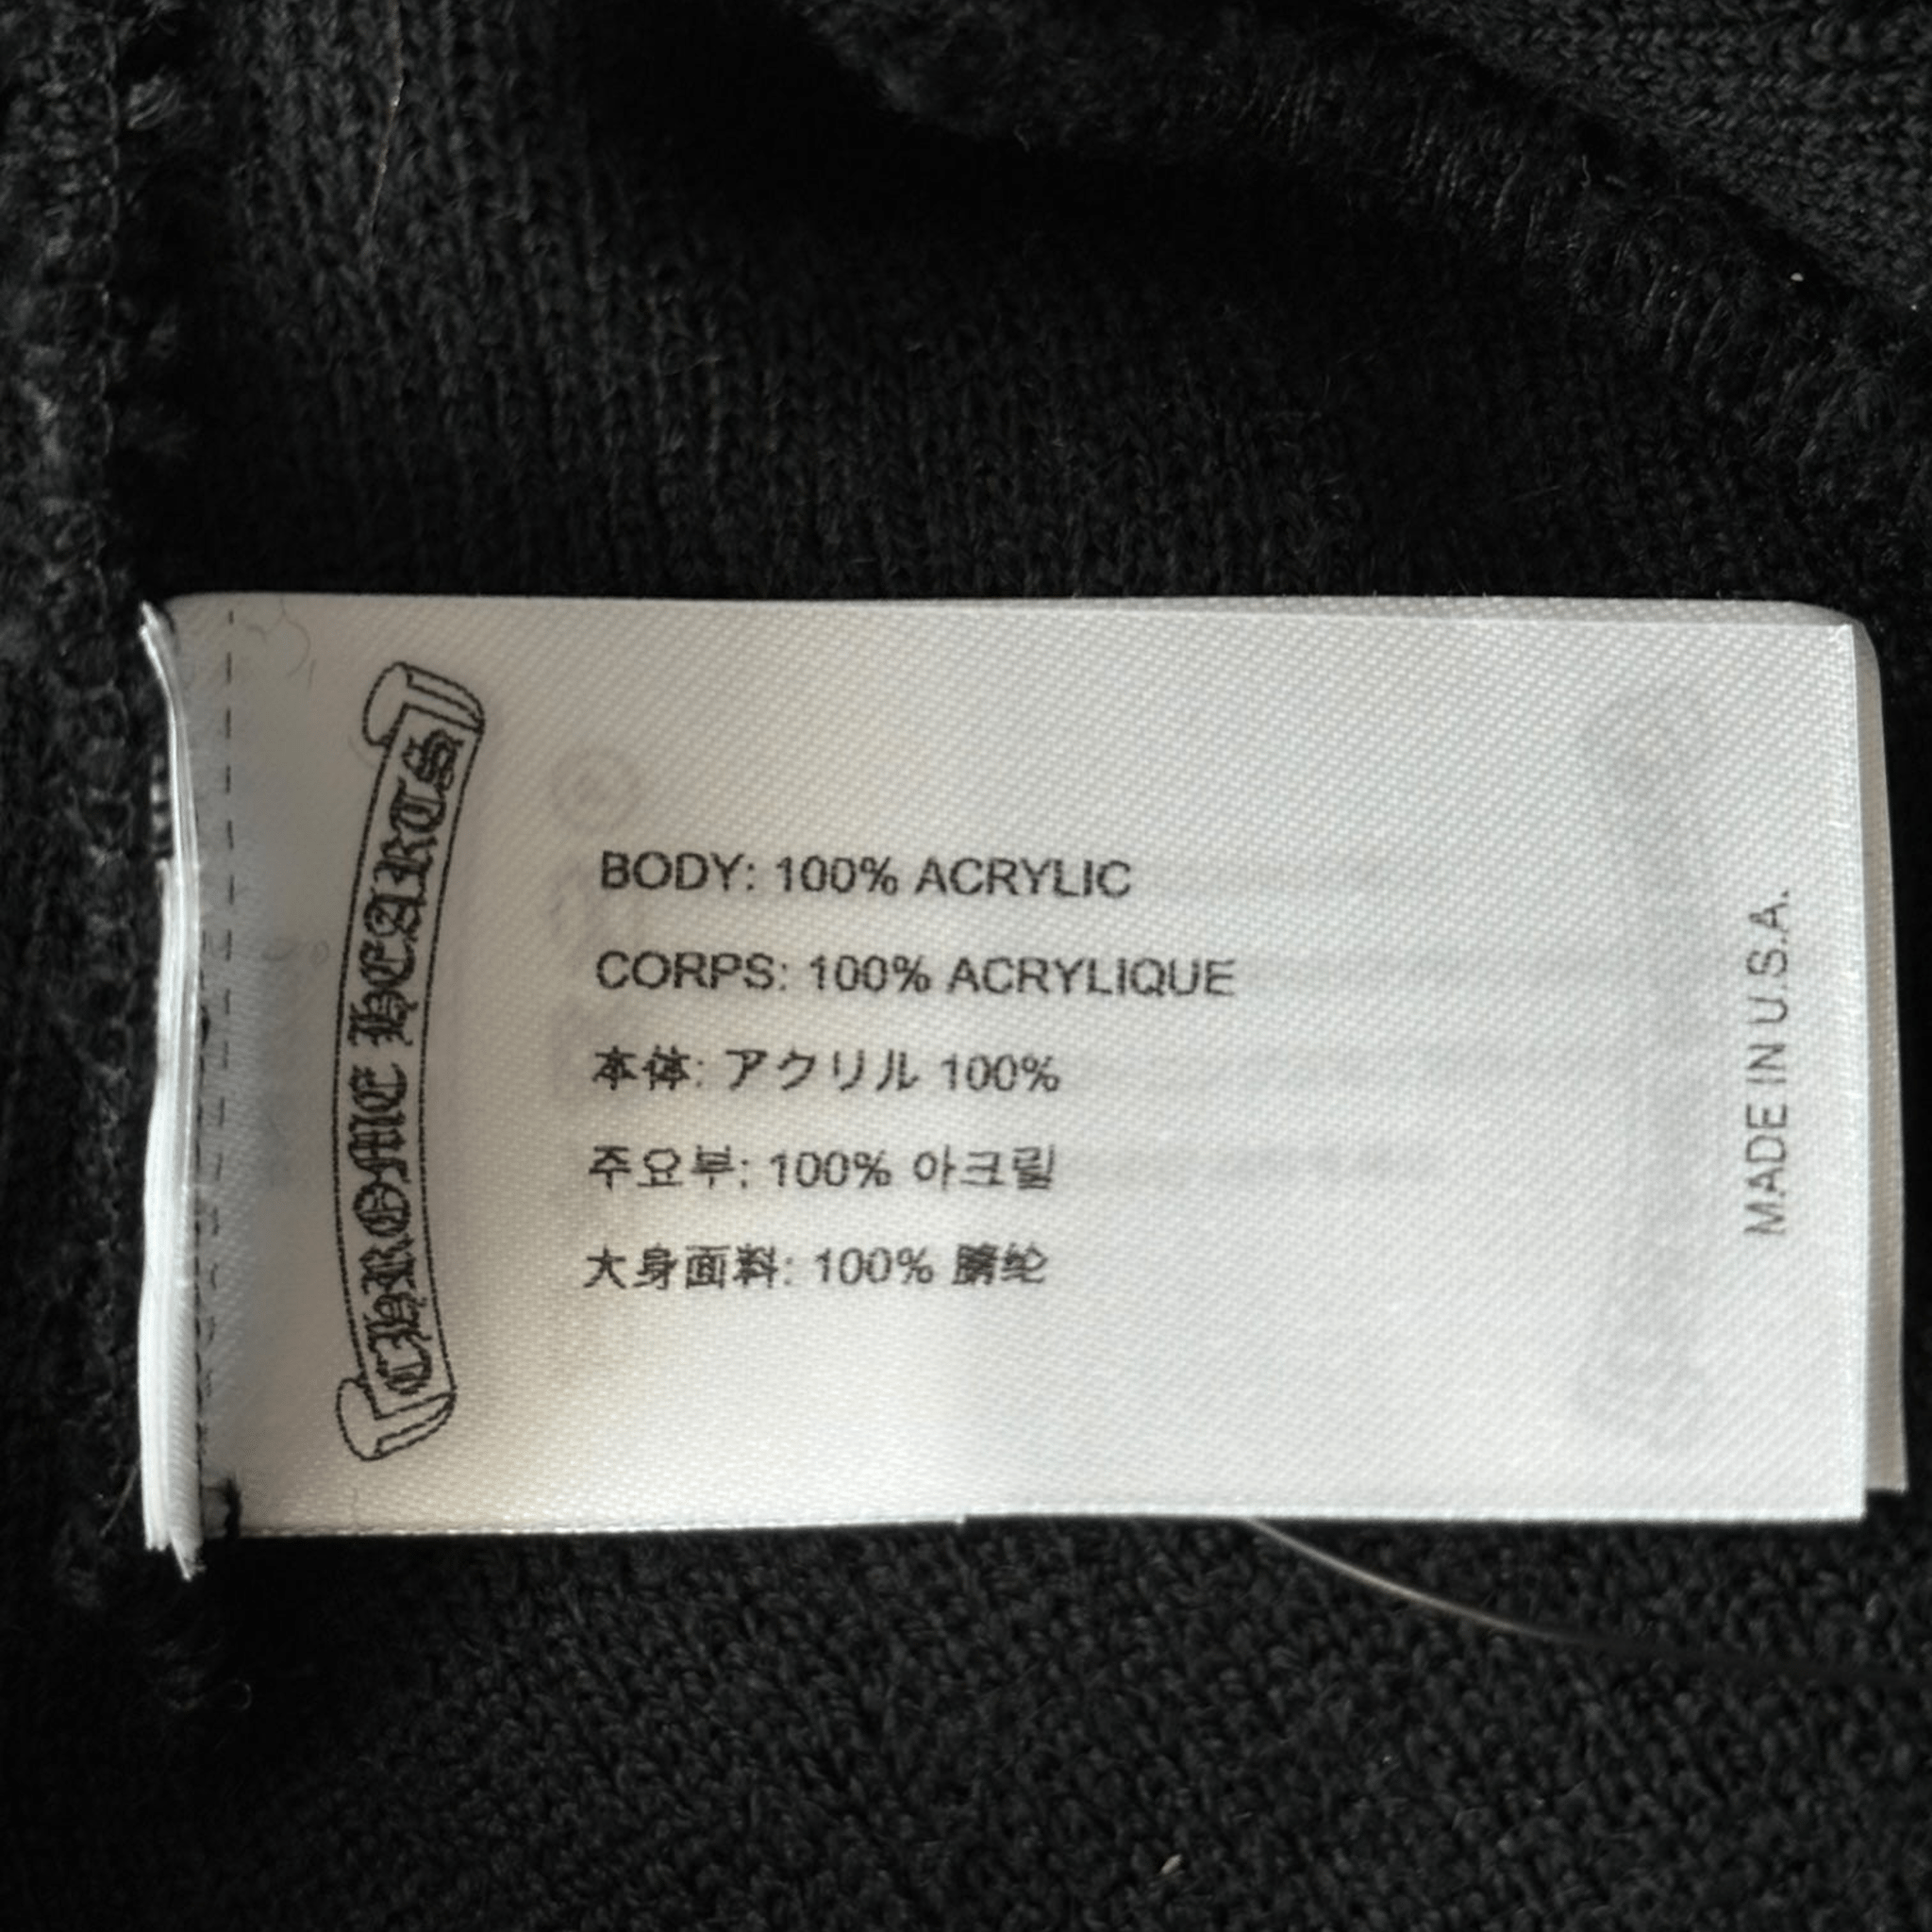 CHROME HEARTS
BODY: 100% ACRYLIC
CORPS: 100% ACRYLIQUE
本体: アクリル 100%
주요부: 100% 아크릴
大身面料: 100% 腈纶
MADE IN U.S.A.